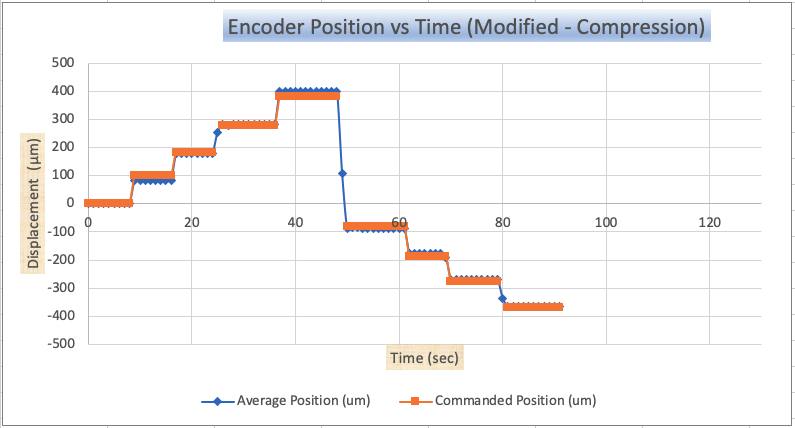 Encoder Position vs Time (Modified - Compression)
500
400
300
200
100
0
-100
-200
-300
-400
-500
0 20 40 60 80 100 120
Displacement (µm)
Time (sec)
Average Position (um) Commanded Position (um)